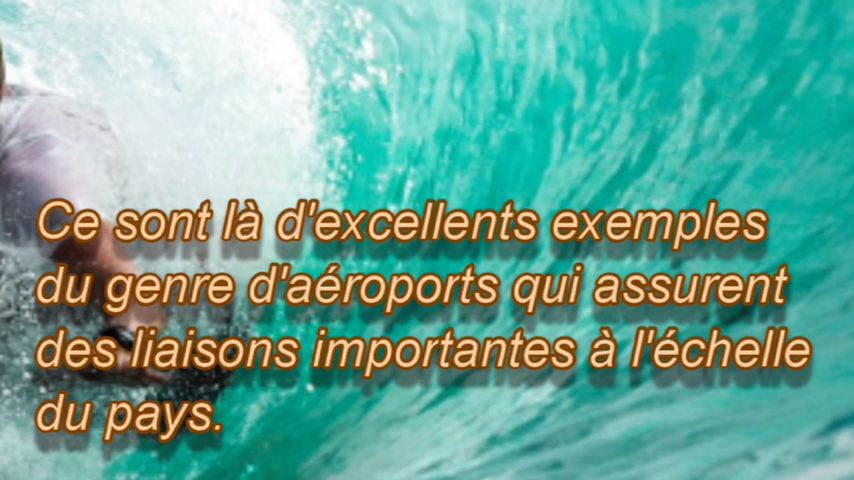 Ce sont là d'excellents exemples
du genre d'aéroports qui assurent
des liaisons importantes à l'échelle
du pays.